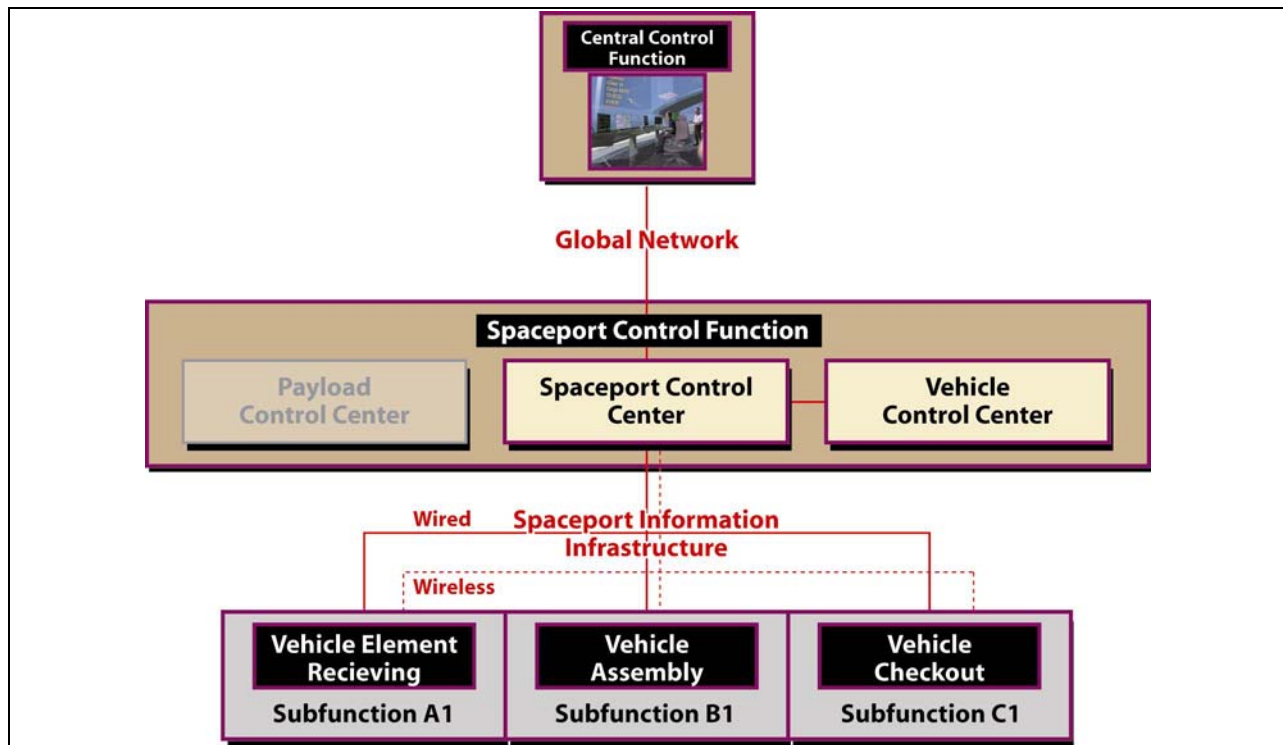 Central Control
Function
Global Network
Spaceport Control Function
Payload
Control Center
Spaceport Control
Center
Vehicle
Control Center
Wired
Spaceport Information
Infrastructure
Wireless
Vehicle Element
Recieving
Subfunction A1
Vehicle
Assembly
Subfunction B1
Vehicle
Checkout
Subfunction C1